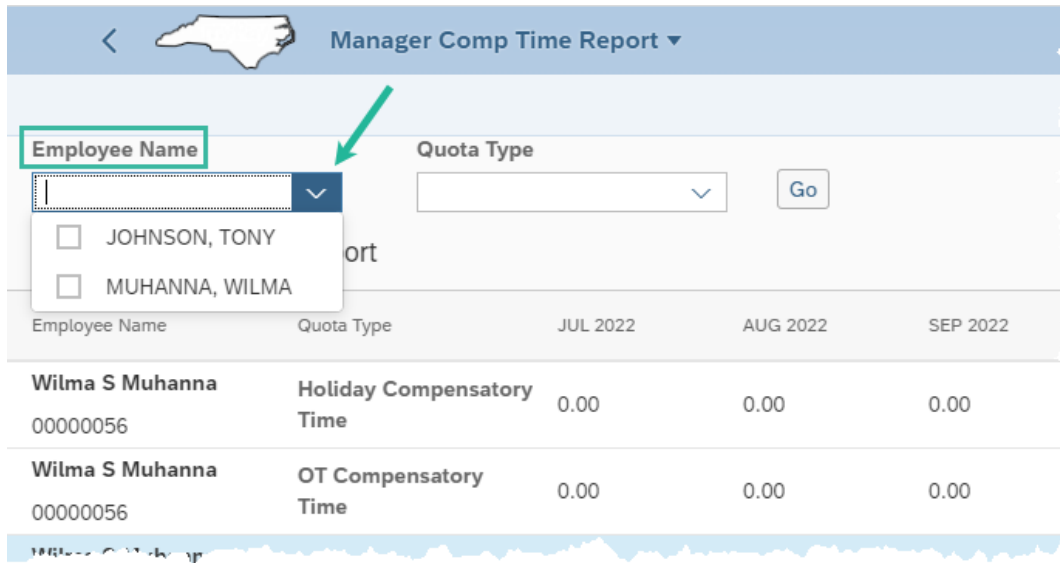 Manager Comp Time Report
Employee Name Quota Type
Go
JOHNSON, TONY
ort
MUHANNA, WILMA
Employee Name Quota Type JUL 2022 AUG 2022 SEP 2022
Wilma S Muhanna
Holiday Compensatory
Time
0.00 0.00 0.00
00000056
Wilma S Muhanna
OT Compensatory
Time
0.00 0.00 0.00
00000056